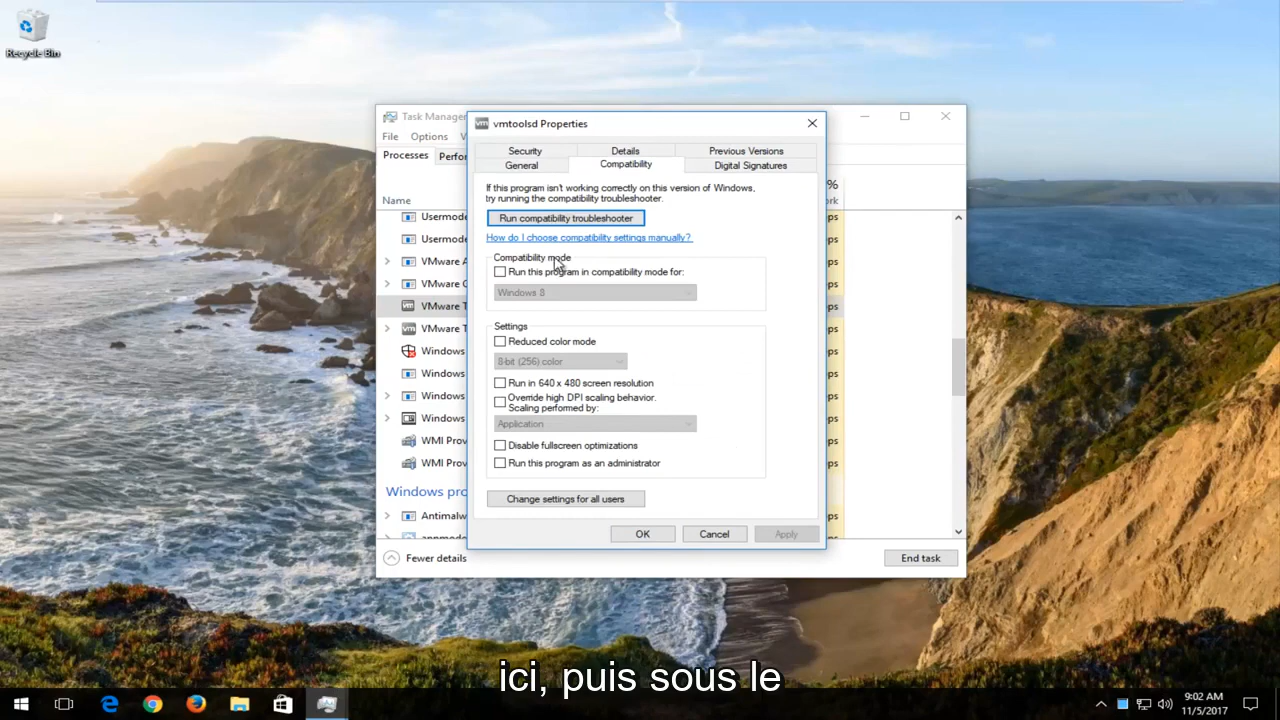 Recycle Bin
Task Manager
File Options
Processes Perfor
Name
Usermode
Usermode
VMware A
VMware
VMware T
VMware T
Windows
Windows
Windows
Windows
WMI Prov
WMI Prov
Windows pro
Antimalw
Fewer details
End task
vmtoolsd Properties
Security Details Previous Versions
General Compatibility Digital Signatures
If this program isn't working correctly on this version of Windows,
try running the compatibility troubleshooter.
Run compatibility troubleshooter
How do I choose compatibility settings manually?
Compatibility mode
Run this program in compatibility mode for:
Windows 8
Settings
Reduced color mode
8-bit (256) color
Run in 640 x 480 screen resolution
Override high DPI scaling behavior.
Scaling performed by:
Application
Disable fullscreen optimizations
Run this program as an administrator
Change settings for all users
OK Cancel Apply
ici, puis sous le
9:02 AM
11/5/2017